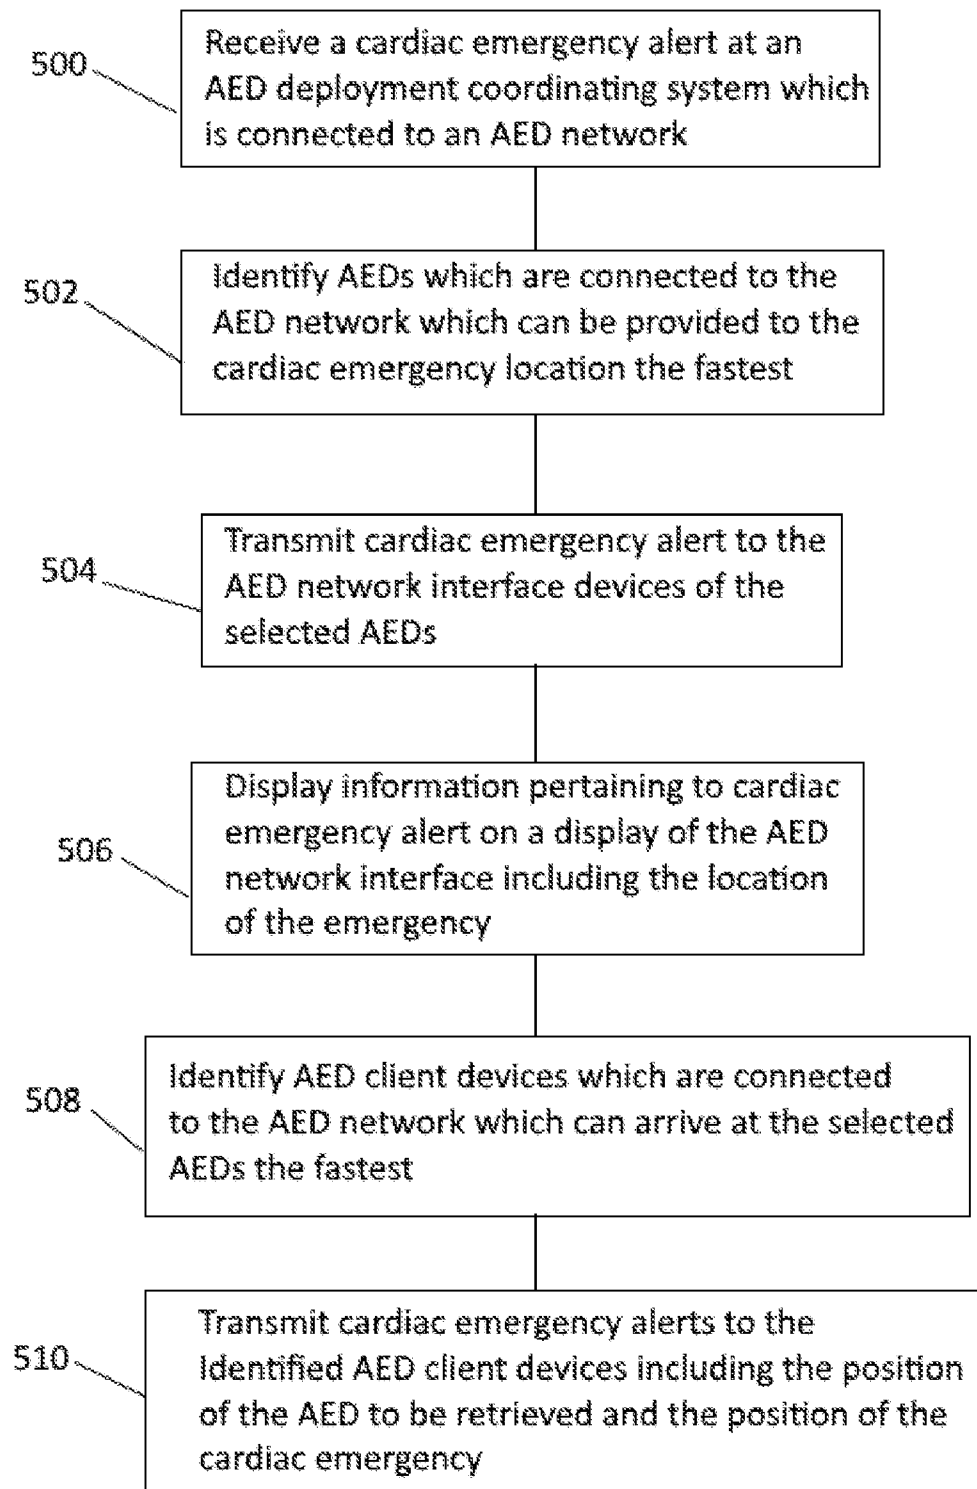 500
Receive a cardiac emergency alert at an
AED deployment coordinating system which
is connected to an AED network
502
Identify AEDs which are connected to the
AED network which can be provided to the
cardiac emergency location the fastest
504
Transmit cardiac emergency alert to the
AED network interface devices of the
selected AEDs
506
Display information pertaining to cardiac
emergency alert on a display of the AED
network interface including the location
of the emergency
508
Identify AED client devices which are connected
to the AED network which can arrive at the selected
AEDs the fastest
510
Transmit cardiac emergency alerts to the
Identified AED client devices including the position
of the AED to be retrieved and the position of the
cardiac emergency